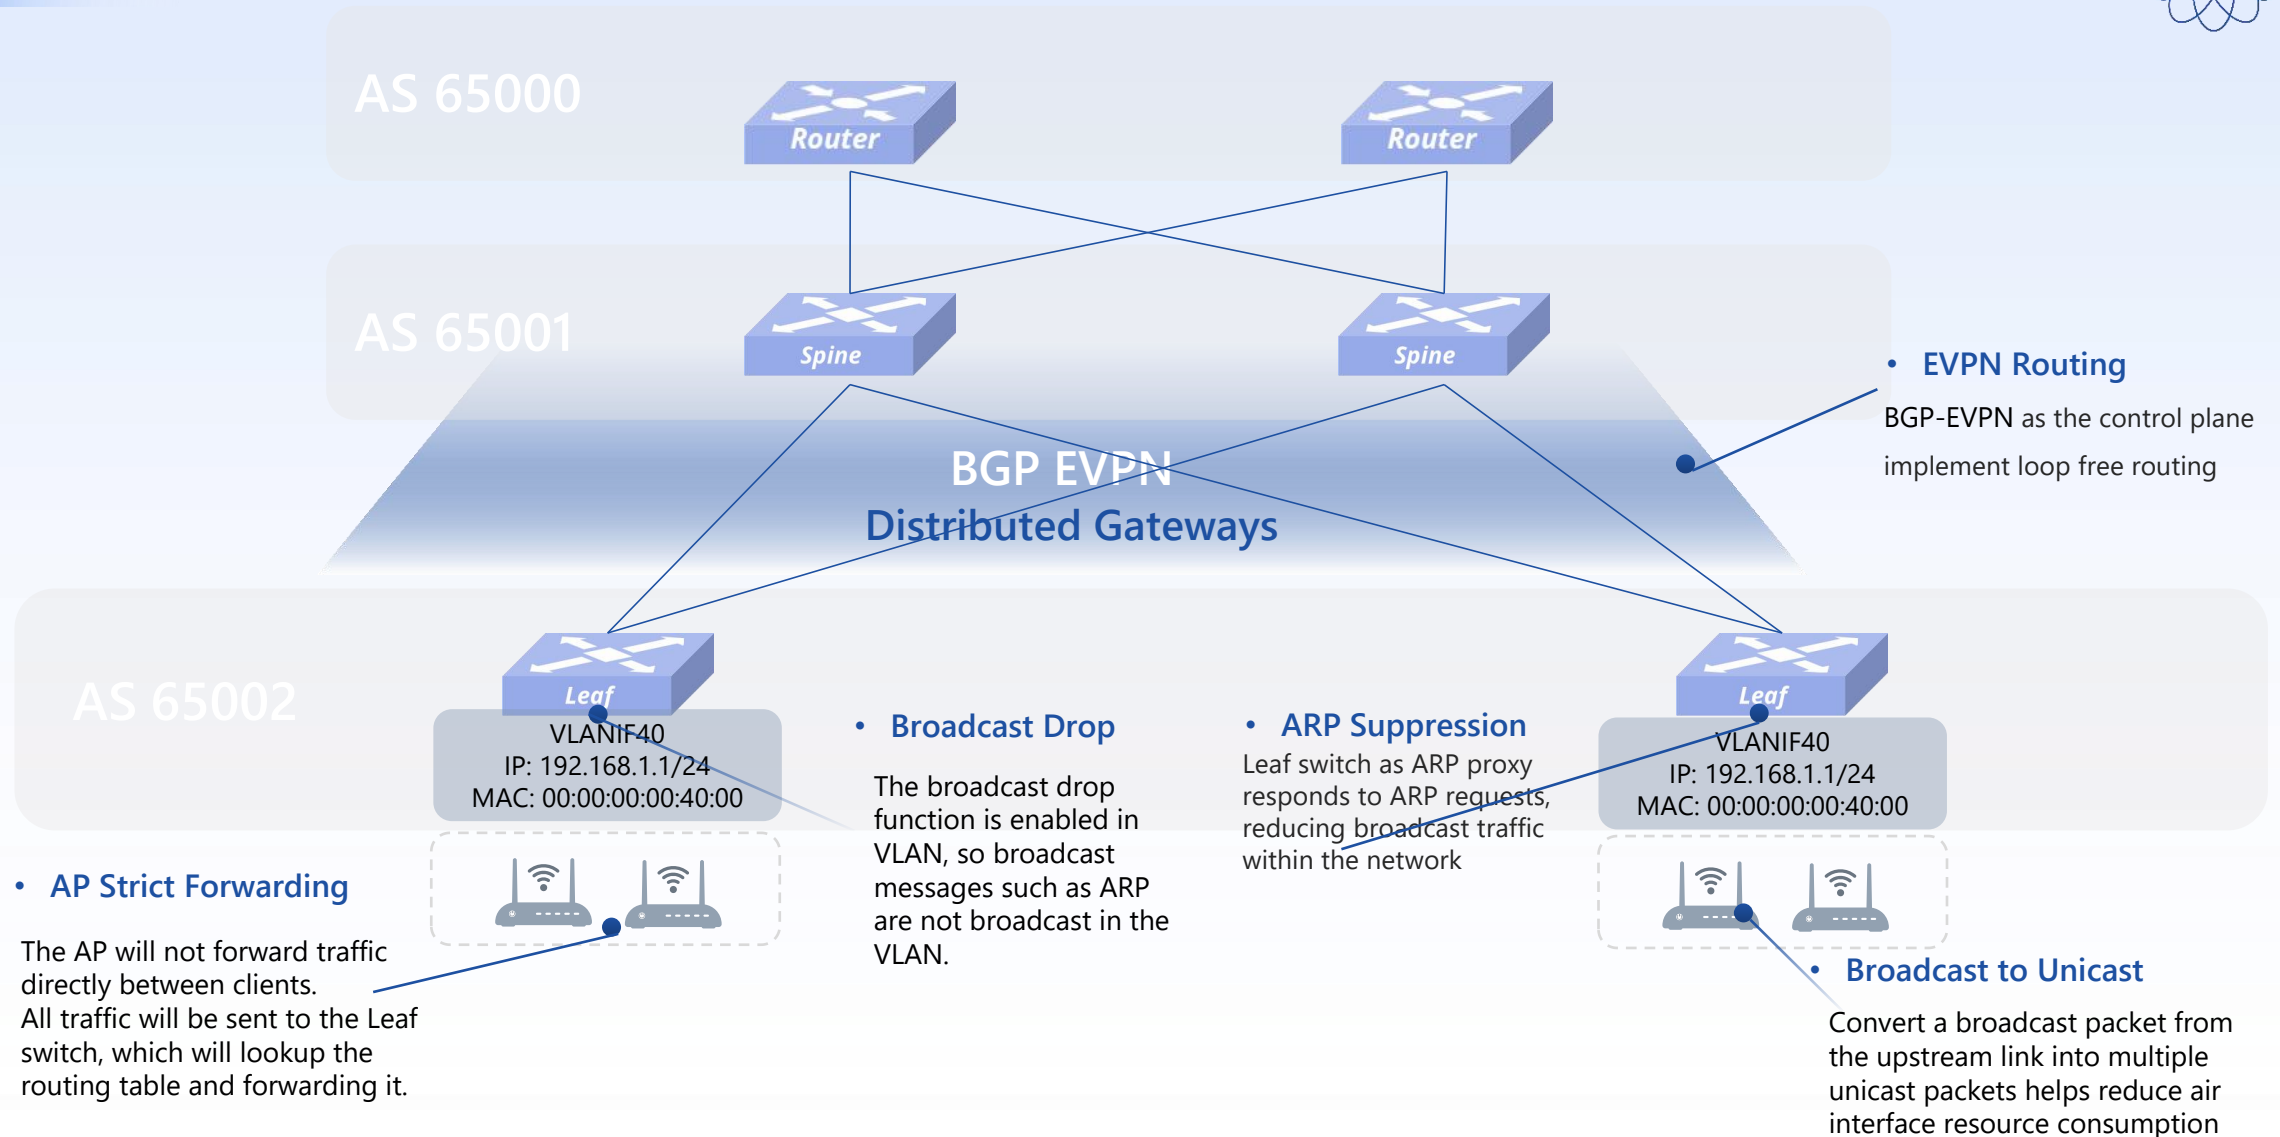 AS 65000
Router
Router
AS 65001
Spine
Spine
• EVPN Routing
BGP-EVPN as the control plane
implement loop free routing
BGP EVPN
Distributed Gateways
AS 65002
Leaf
VLANIF40
IP: 192.168.1.1/24
MAC: 00:00:00:00:40:00
• Broadcast Drop
The broadcast drop
function is enabled in
VLAN, so broadcast
messages such as ARP
are not broadcast in the
VLAN.
• ARP Suppression
Leaf switch as ARP proxy
responds to ARP requests,
reducing broadcast traffic
within the network
Leaf
VLANIF40
IP: 192.168.1.1/24
MAC: 00:00:00:00:40:00
• AP Strict Forwarding
The AP will not forward traffic
directly between clients.
All traffic will be sent to the Leaf
switch, which will lookup the
routing table and forwarding it.
• Broadcast to Unicast
Convert a broadcast packet from
the upstream link into multiple
unicast packets helps reduce air
interface resource consumption